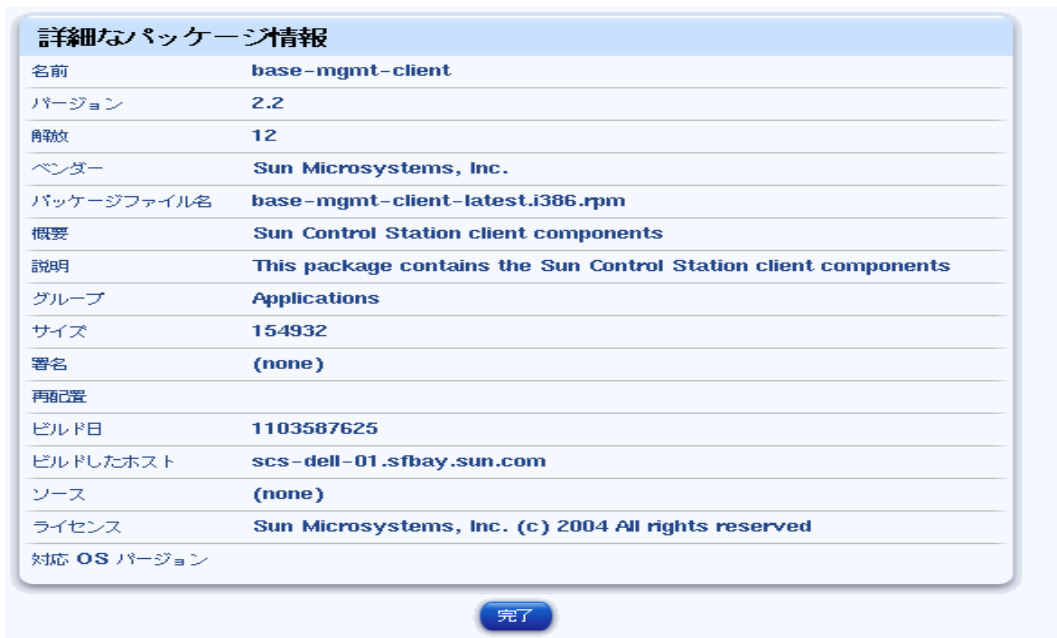 詳細なパッケージ情報
名前 base-mgmt-client
バージョン 2.2
解放 12
ベンダー Sun Microsystems, Inc.
パッケージファイル名 base-mgmt-client-latest.i386.rpm
概要 Sun Control Station client components
説明 This package contains the Sun Control Station client components
グループ Applications
サイズ 154932
署名 (none)
再配置
ビルド日 1103587625
ビルドしたホスト scs-dell-01.sfbay.sun.com
ソース (none)
ライセンス Sun Microsystems, Inc. (c) 2004 All rights reserved
対応 OS バージョン
完了